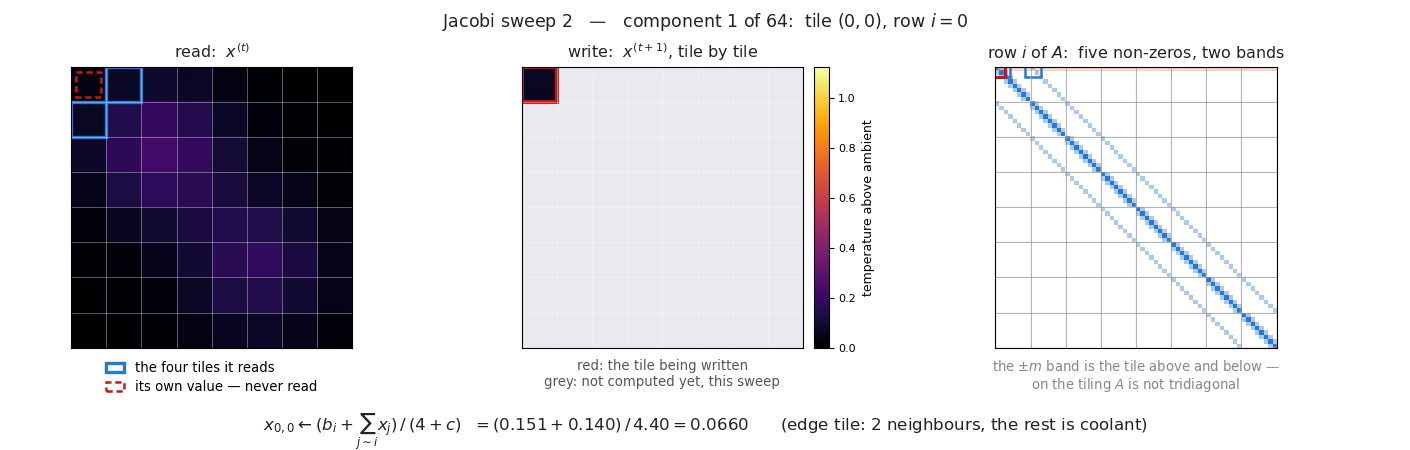 Jacobi sweep 2 — component 1 of 64: tile (0, 0), row i = 0
read: x^(t)
write: x^(t+1), tile by tile
row i of A: five non-zeros, two bands
1.0
0.8
0.6
0.4
0.2
0.0
temperature above ambient
the four tiles it reads
its own value — never read
red: the tile being written
grey: not computed yet, this sweep
the ±m band is the tile above and below —
on the tiling A is not tridiagonal
x_{0,0} ← (b_i + ∑_{j∼i} x_j) / (4 + c) = (0.151 + 0.140) / 4.40 = 0.0660 (edge tile: 2 neighbours, the rest is coolant)